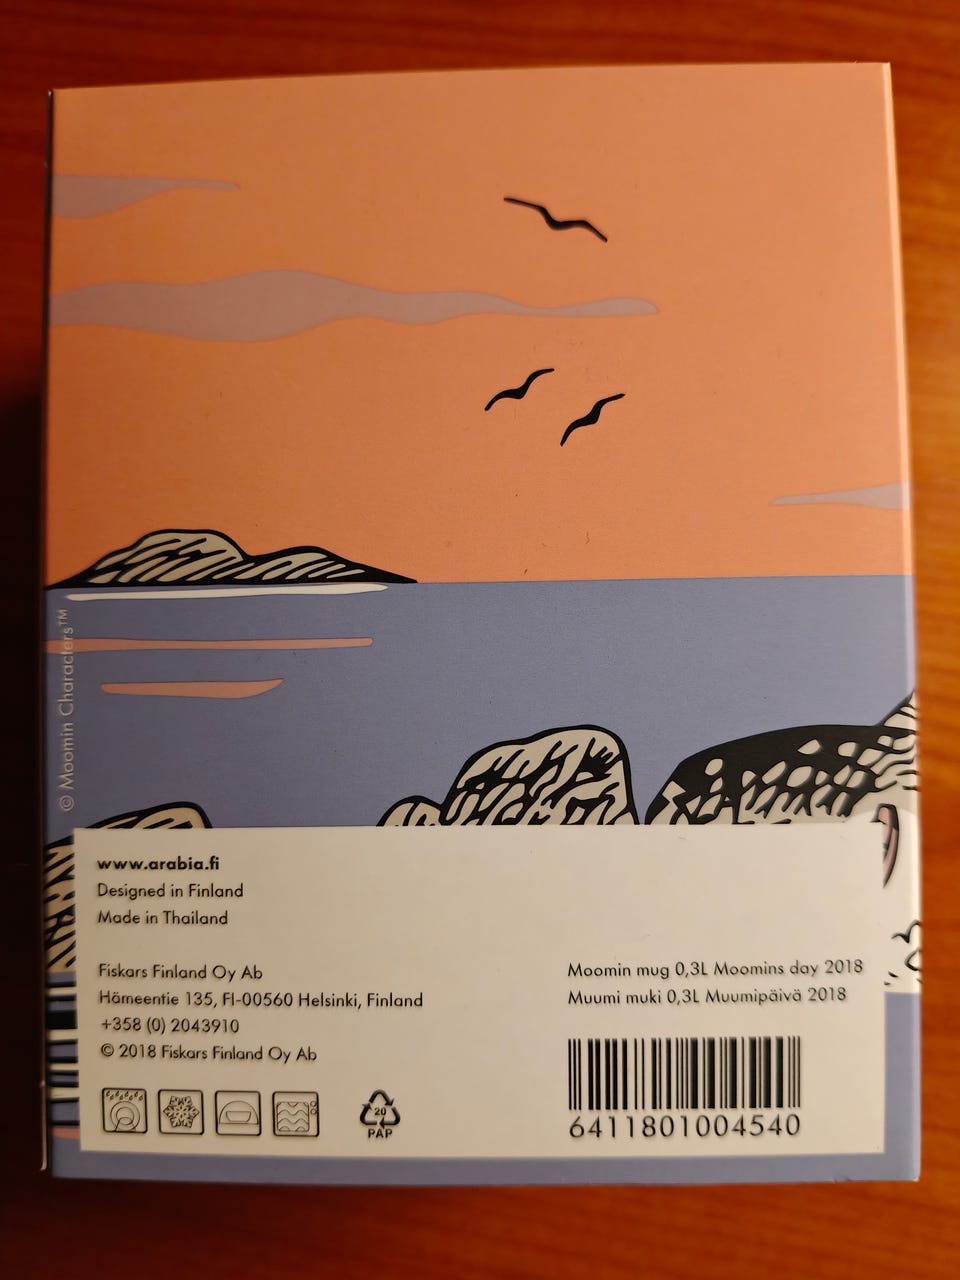 © Moomin Characters™
www.arabia.fi
Designed in Finland
Made in Thailand
Fiskars Finland Oy Ab
Hämeentie 135, FI-00560 Helsinki, Finland
+358 (0) 2043910
© 2018 Fiskars Finland Oy Ab
20
PAP
Moomin mug 0,3L Moomins day 2018
Muumi muki 0,3L Muumipäivä 2018
6411801004540